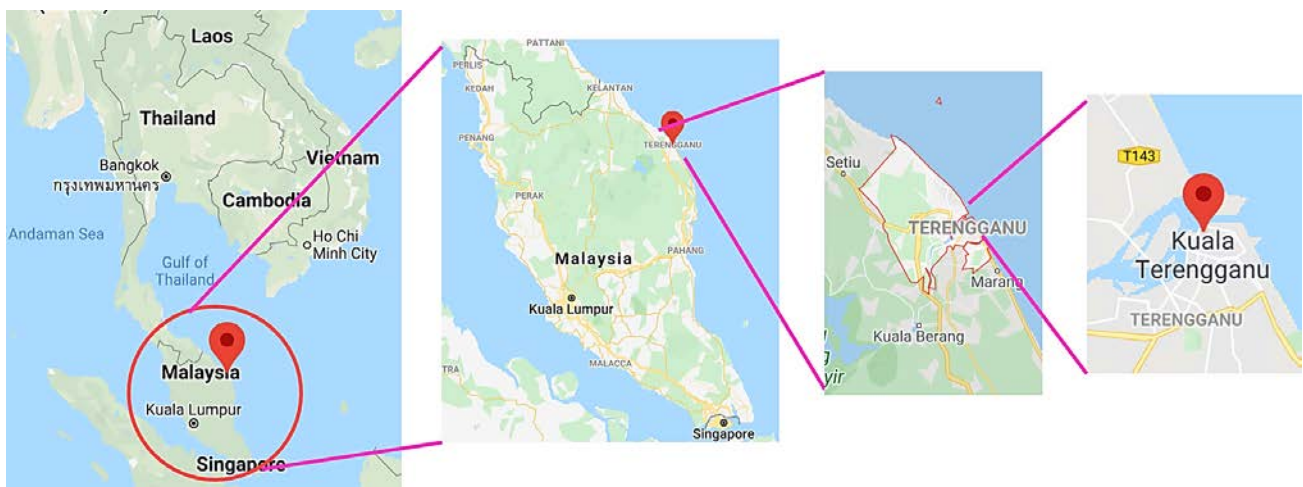 Laos
Thailand
Bangkok
กรุงเทพมหานคร
Vietnam
Cambodia
Andaman Sea
Ho Chi
Minh City
Gulf of
Thailand
Malaysia
Kuala Lumpur
Singapore
PATTANI
PERLIS
KEDAH
KELANTAN
PENANG
TERENGGANU
PERAK
PAHANG
Malaysia
Kuala Lumpur
MALACCA
TRA
Singapore
Setiu
TERENGGANU
Marang
Kuala Berang
yir
T143
Kuala
Terengganu
TERENGGANU